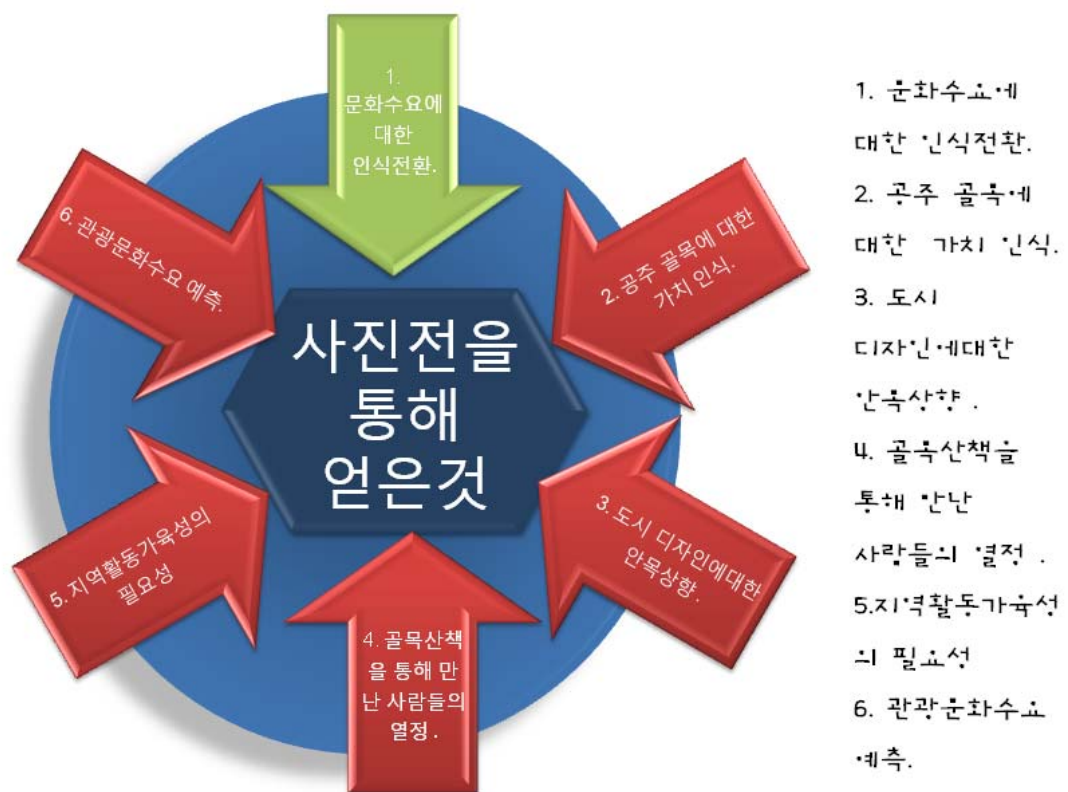 1.
문화수요에
대한
인식전환.
2. 공주 골목에 대한
가치 인식.
3. 도시 디자인에대한
안목상향 .
4. 골목산책
을 통해 만
난 사람들의
열정 .
5. 지역활동가육성의
필요성
6. 관광문화수요 예측.
사진전을
통해
얻은것
1. 문화수요에
대한 인식전환.
2. 공주 골목에
대한 가치 인식.
3. 도시
디자인에대한
안목상향 .
4. 골목산책을
통해 만난
사람들의 열정 .
5.지역활동가육성
의 필요성
6. 관광문화수요
예측.